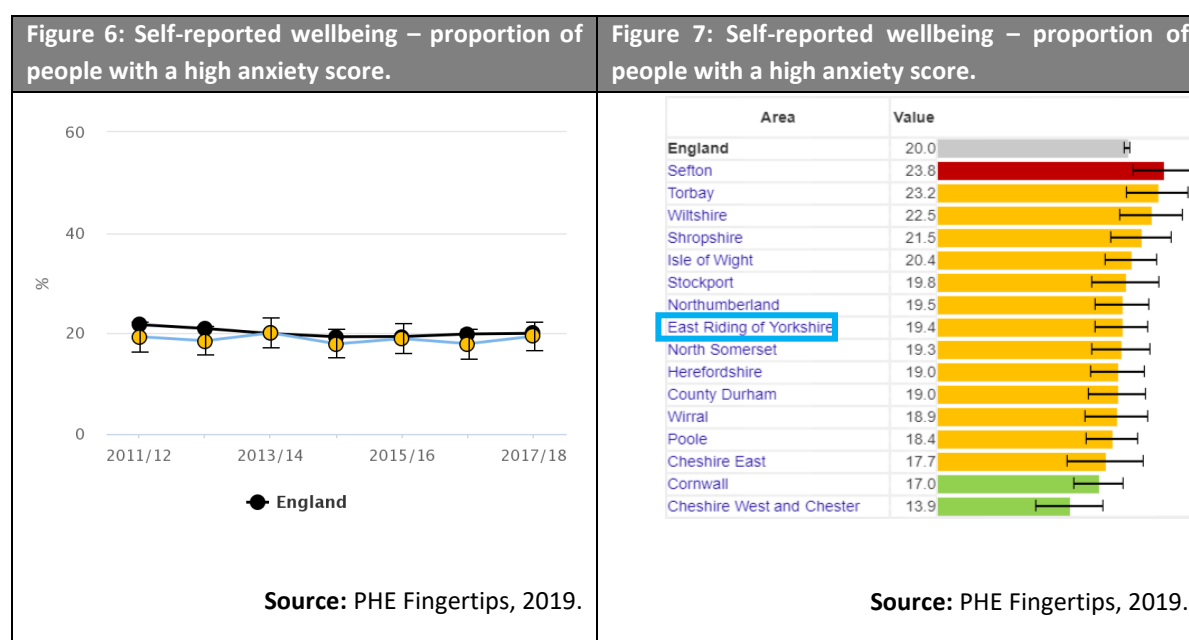 Figure 6: Self-reported wellbeing – proportion of
people with a high anxiety score.
60
40
%
20
0
2011/12 2013/14 2015/16 2017/18
England
Source: PHE Fingertips, 2019.
Figure 7: Self-reported wellbeing – proportion of
people with a high anxiety score.
Area Value
England 20.0
Sefton 23.8
Torbay 23.2
Wiltshire 22.5
Shropshire 21.5
Isle of Wight 20.4
Stockport 19.8
Northumberland 19.5
East Riding of Yorkshire 19.4
North Somerset 19.3
Herefordshire 19.0
County Durham 19.0
Wirral 18.9
Poole 18.4
Cheshire East 17.7
Cornwall 17.0
Cheshire West and Chester 13.9
Source: PHE Fingertips, 2019.